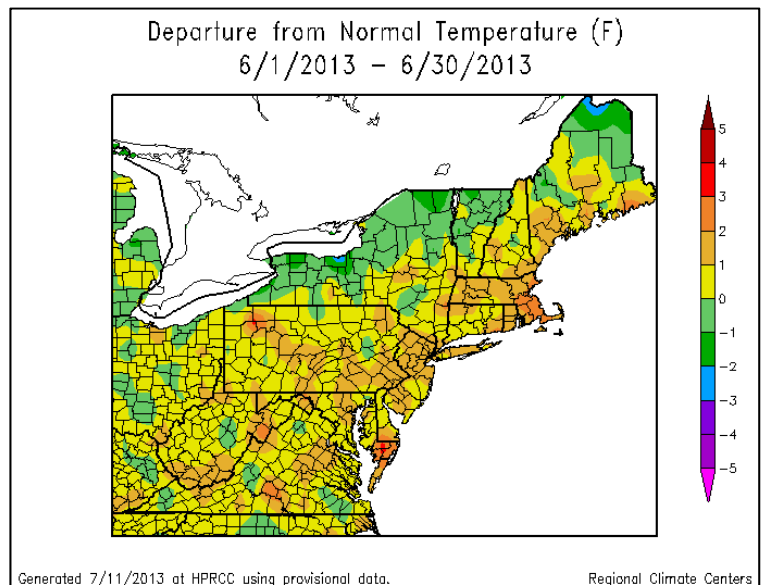 Departure from Normal Temperature (F)
6/1/2013 – 6/30/2013
5
4
3
2
1
0
-1
-2
-3
-4
-5
Generated 7/11/2013 at HPRCC using provisional data.
Regional Climate Centers